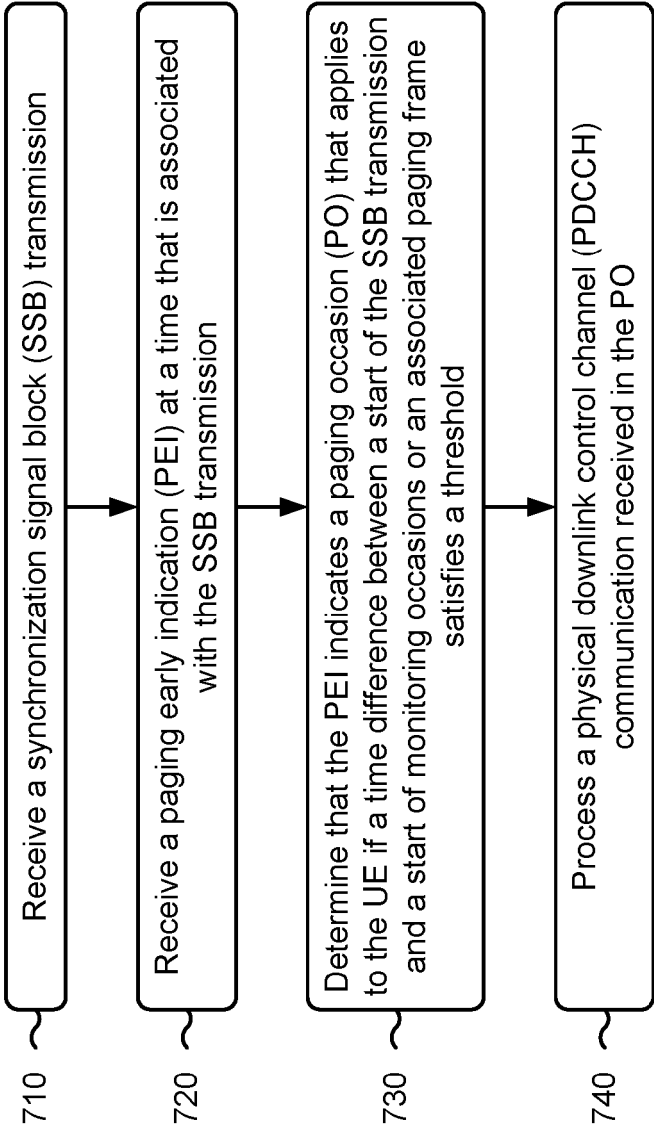 710
Receive a synchronization signal block (SSB) transmission
720
Receive a paging early indication (PEI) at a time that is associated
with the SSB transmission
730
Determine that the PEI indicates a paging occasion (PO) that applies
to the UE if a time difference between a start of the SSB transmission
and a start of monitoring occasions or an associated paging frame
satisfies a threshold
740
Process a physical downlink control channel (PDCCH)
communication received in the PO